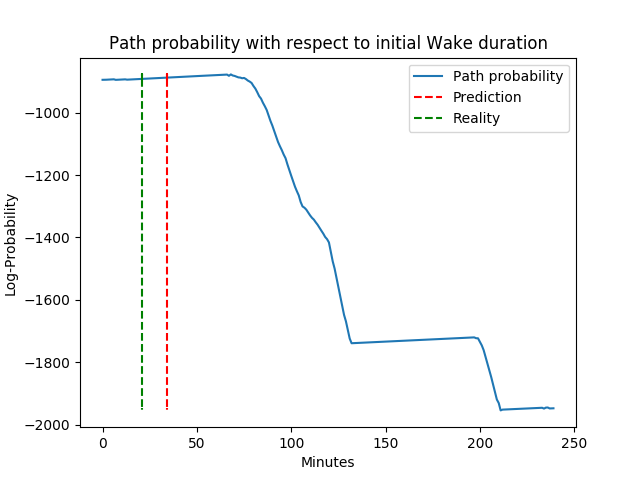 Path probability with respect to initial Wake duration
Path probability
Prediction
Reality
Log-Probability
−1000
−1200
−1400
−1600
−1800
−2000
0 50 100 150 200 250
Minutes